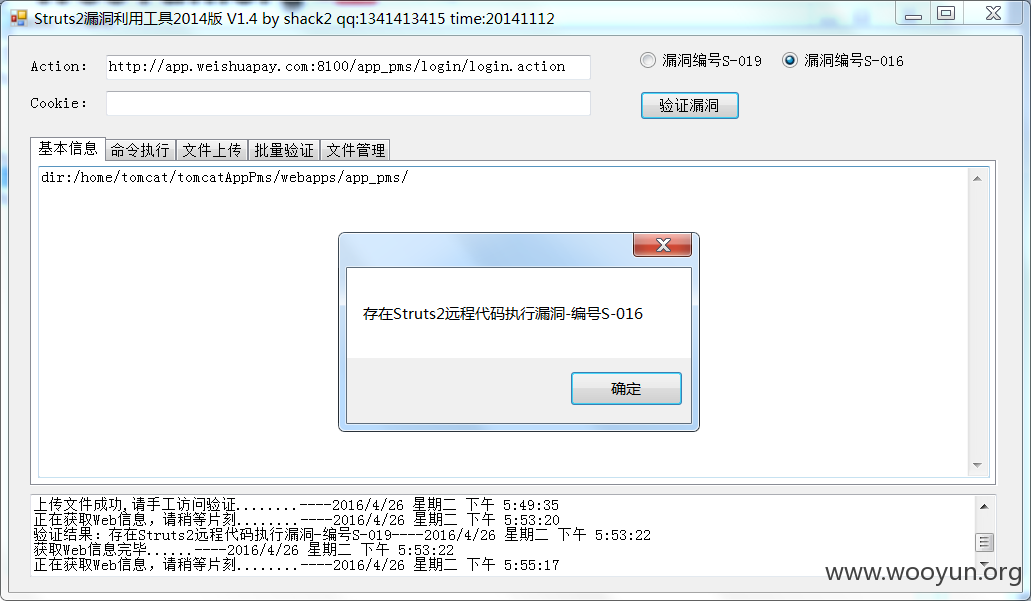 Struts2漏洞利用工具2014版 V1.4 by shack2 qq:1341413415 time:20141112
Action: http://app.weishuapay.com:8100/app_pms/login/login.action 漏洞编号S-019 漏洞编号S-016
Cookie: 验证漏洞
基本信息 命令执行 文件上传 批量验证 文件管理
dir:/home/tomcat/tomcatAppPms/webapps/app_pms/
存在Struts2远程代码执行漏洞-编号S-016
确定
上传文件成功,请手工访问验证........----2016/4/26 星期二 下午 5:49:35
正在获取Web信息，请稍等片刻........----2016/4/26 星期二 下午 5:53:20
验证结果：存在Struts2远程代码执行漏洞-编号S-019----2016/4/26 星期二 下午 5:53:22
获取Web信息完毕......----2016/4/26 星期二 下午 5:53:22
正在获取Web信息，请稍等片刻........----2016/4/26 星期二 下午 5:55:17
www.wooyun.org